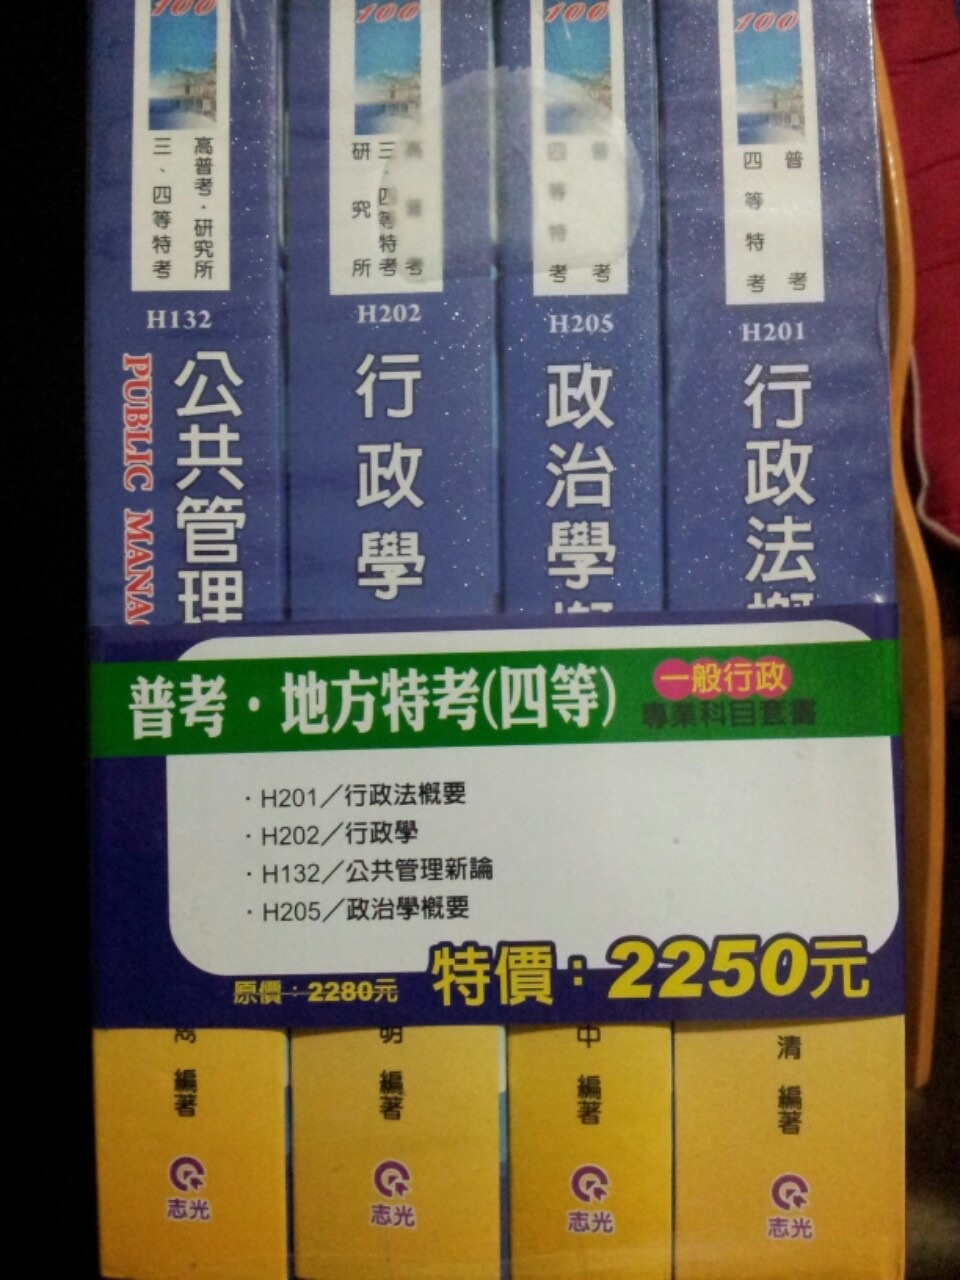 100
高普考·研究所
三、四等特考
H132
公共管理
PUBLIC MANA
編著
志光
100
高普考
三、四等特考
研究所
H202
行政學
明 編著
志光
100
普考
四等特考
H205
政治學
中 編著
志光
100
普考
四等特考
H201
行政法概
清 編著
志光
普考·地方特考(四等)
一般行政
專業科目套書
·H201／行政法概要
·H202／行政學
·H132／公共管理新論
·H205／政治學概要
原價：2280元
特價：2250元